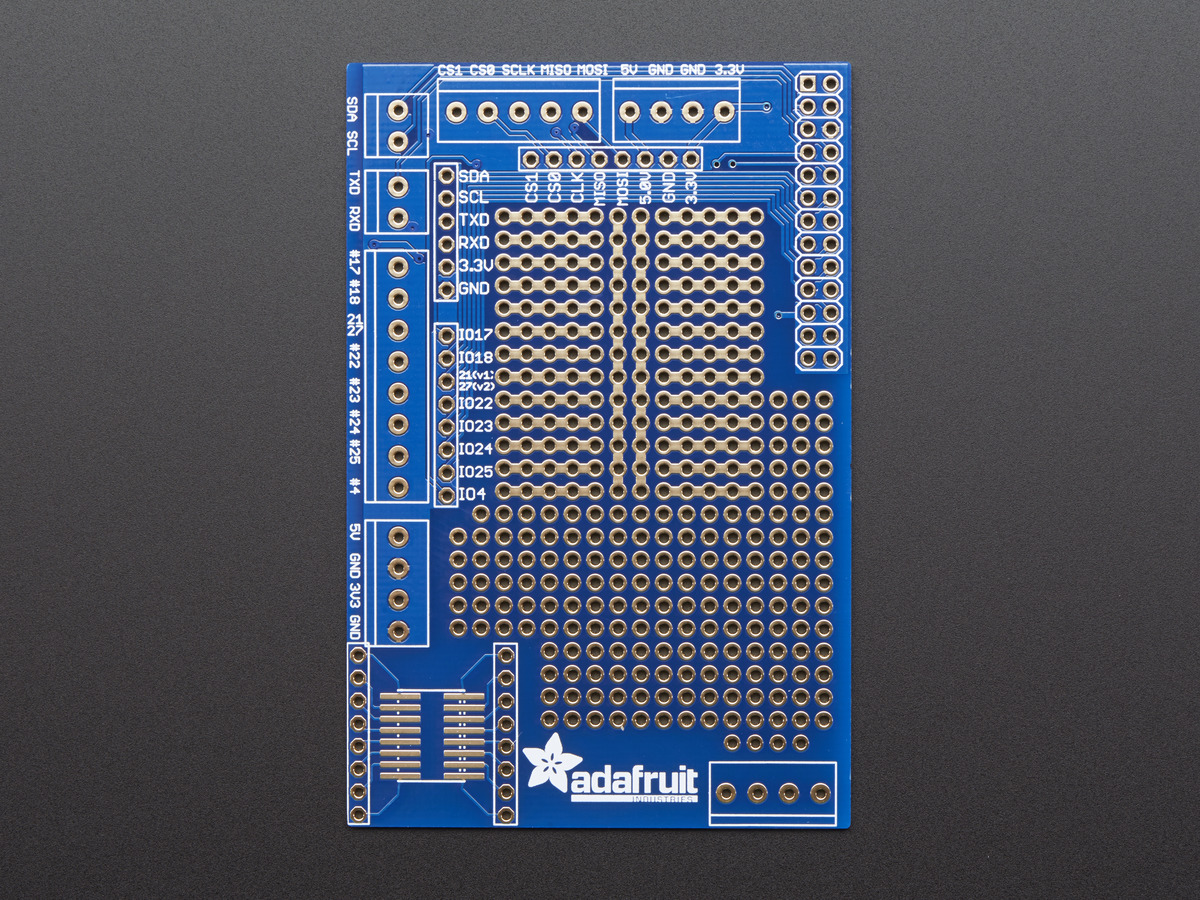 CS1 CS0 SCLK MISO MOSI 5V GND GND 3.3V
SDA SCL
TXD RXD
#17 #18 21 27 #22 #23 #24 #25 #4
5V GND 3V3 GND
CS1
CS0
CLK
MISO
MOSI
5.0V
GND
3.3V
SDA
SCL
TXD
RXD
3.3V
GND
IO17
IO18
21(v1)
27(v2)
IO22
IO23
IO24
IO25
IO4
adafruit
INDUSTRIES